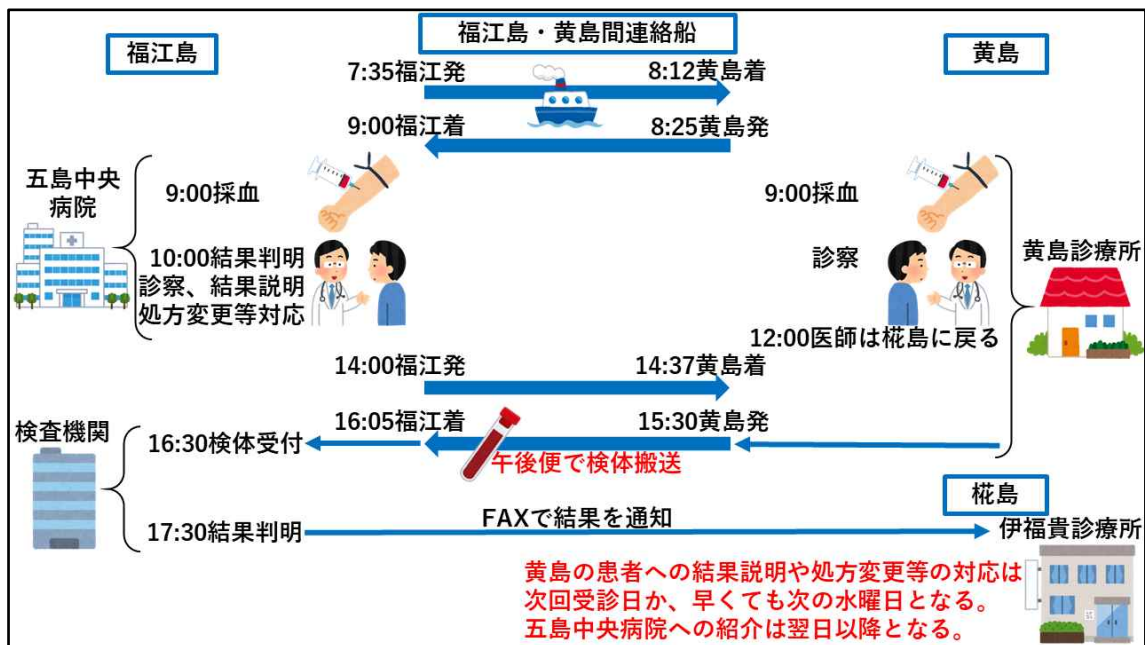 福江島
福江島・黄島間連絡船
黄島
7:35福江発
8:12黄島着
9:00福江着
8:25黄島発
五島中央
病院
9:00採血
9:00採血
10:00結果判明
診察、結果説明
処方変更等対応
診察
黄島診療所
12:00医師は椛島に戻る
14:00福江発
14:37黄島着
16:05福江着
15:30黄島発
検査機関
16:30検体受付
午後便で検体搬送
椛島
17:30結果判明
FAXで結果を通知
伊福貴診療所
黄島の患者への結果説明や処方変更等の対応は
次回受診日か、早くても次の水曜日となる。
五島中央病院への紹介は翌日以降となる。